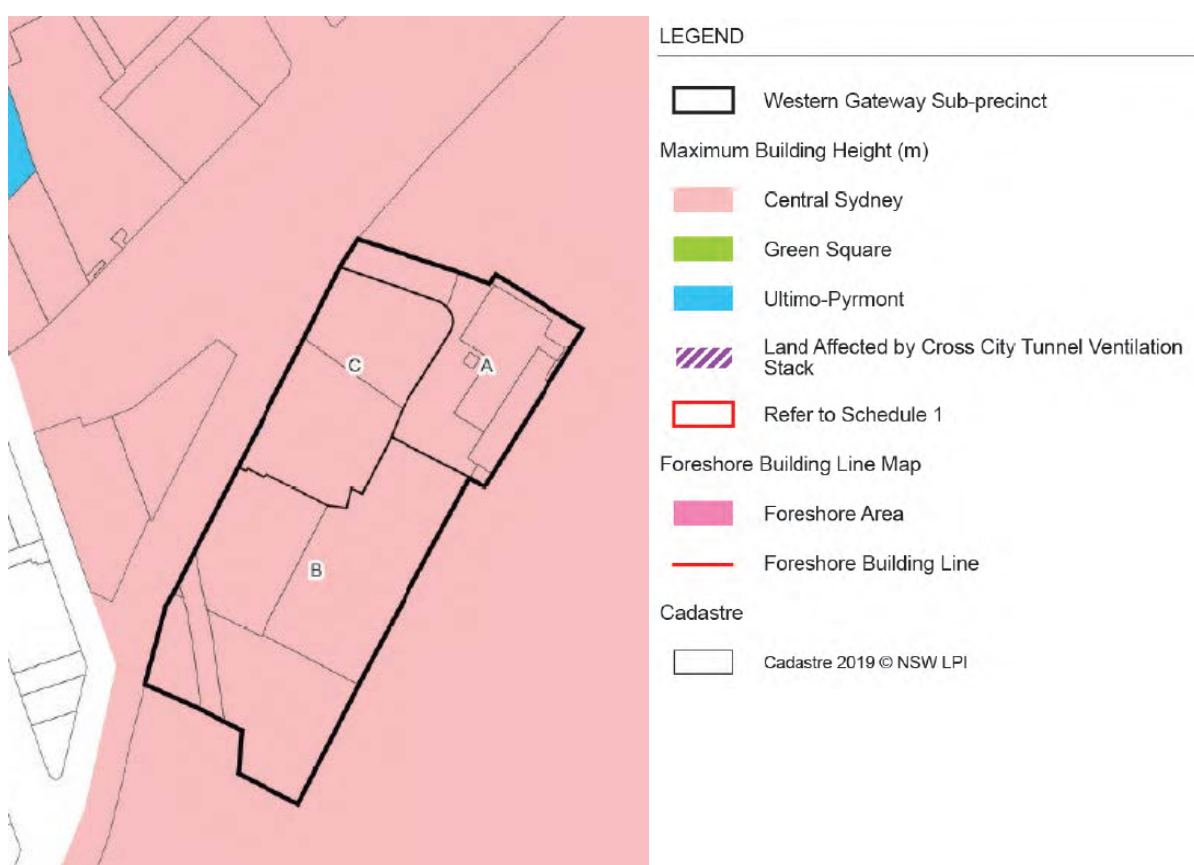 C
A
B
LEGEND
Western Gateway Sub-precinct
Maximum Building Height (m)
Central Sydney
Green Square
Ultimo-Pyrmont
Land Affected by Cross City Tunnel Ventilation
Stack
Refer to Schedule 1
Foreshore Building Line Map
Foreshore Area
Foreshore Building Line
Cadastre
Cadastre 2019 © NSW LPI